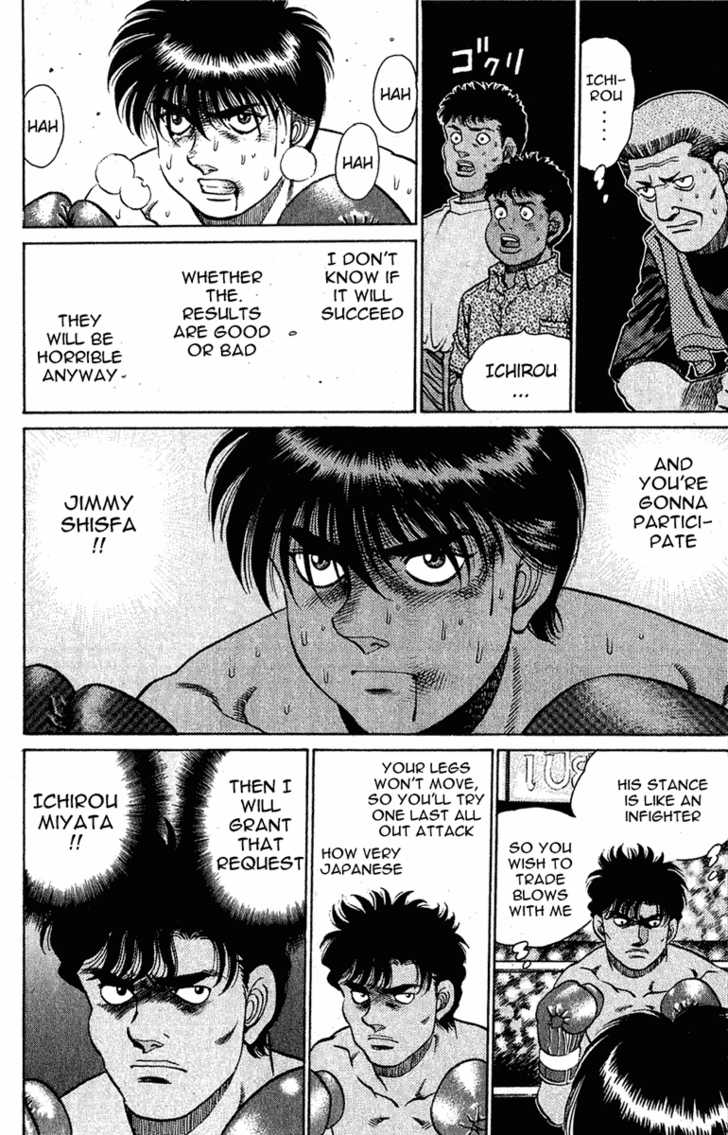 ICHI-
ROU
....
ゴクリ
ICHIROU
...
HAH
HAH
HAH
I DON'T
KNOW IF
IT WILL
SUCCEED
WHETHER
THE.
RESULTS
ARE GOOD
OR BAD
THEY
WILL BE
HORRIBLE
ANYWAY
AND
YOU'RE
GONNA
PARTICI-
PATE
JIMMY
SHISFA
!!
HIS STANCE
IS LIKE AN
INFIGHTER
SO YOU
WISH TO
TRADE
BLOWS
WITH ME
YOUR LEGS
WON'T MOVE,
SO YOU'LL TRY
ONE LAST ALL
OUT ATTACK
HOW VERY
JAPANESE
THEN I
WILL
GRANT
THAT
REQUEST
ICHIROU
MIYATA
!!